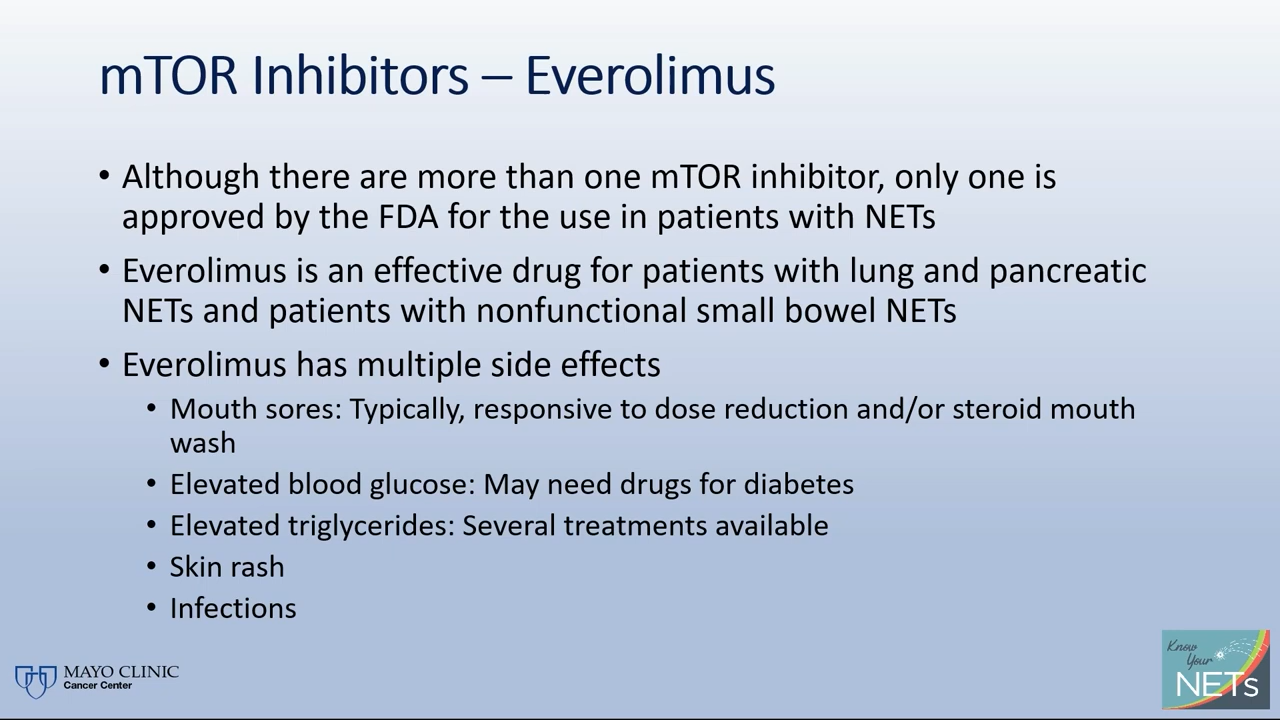 mTOR Inhibitors – Everolimus
• Although there are more than one mTOR inhibitor, only one is
approved by the FDA for the use in patients with NETs
• Everolimus is an effective drug for patients with lung and pancreatic
NETs and patients with nonfunctional small bowel NETs
• Everolimus has multiple side effects
• Mouth sores: Typically, responsive to dose reduction and/or steroid mouth
wash
• Elevated blood glucose: May need drugs for diabetes
• Elevated triglycerides: Several treatments available
• Skin rash
• Infections
MAYO CLINIC
Cancer Center
Know
Your
NETs